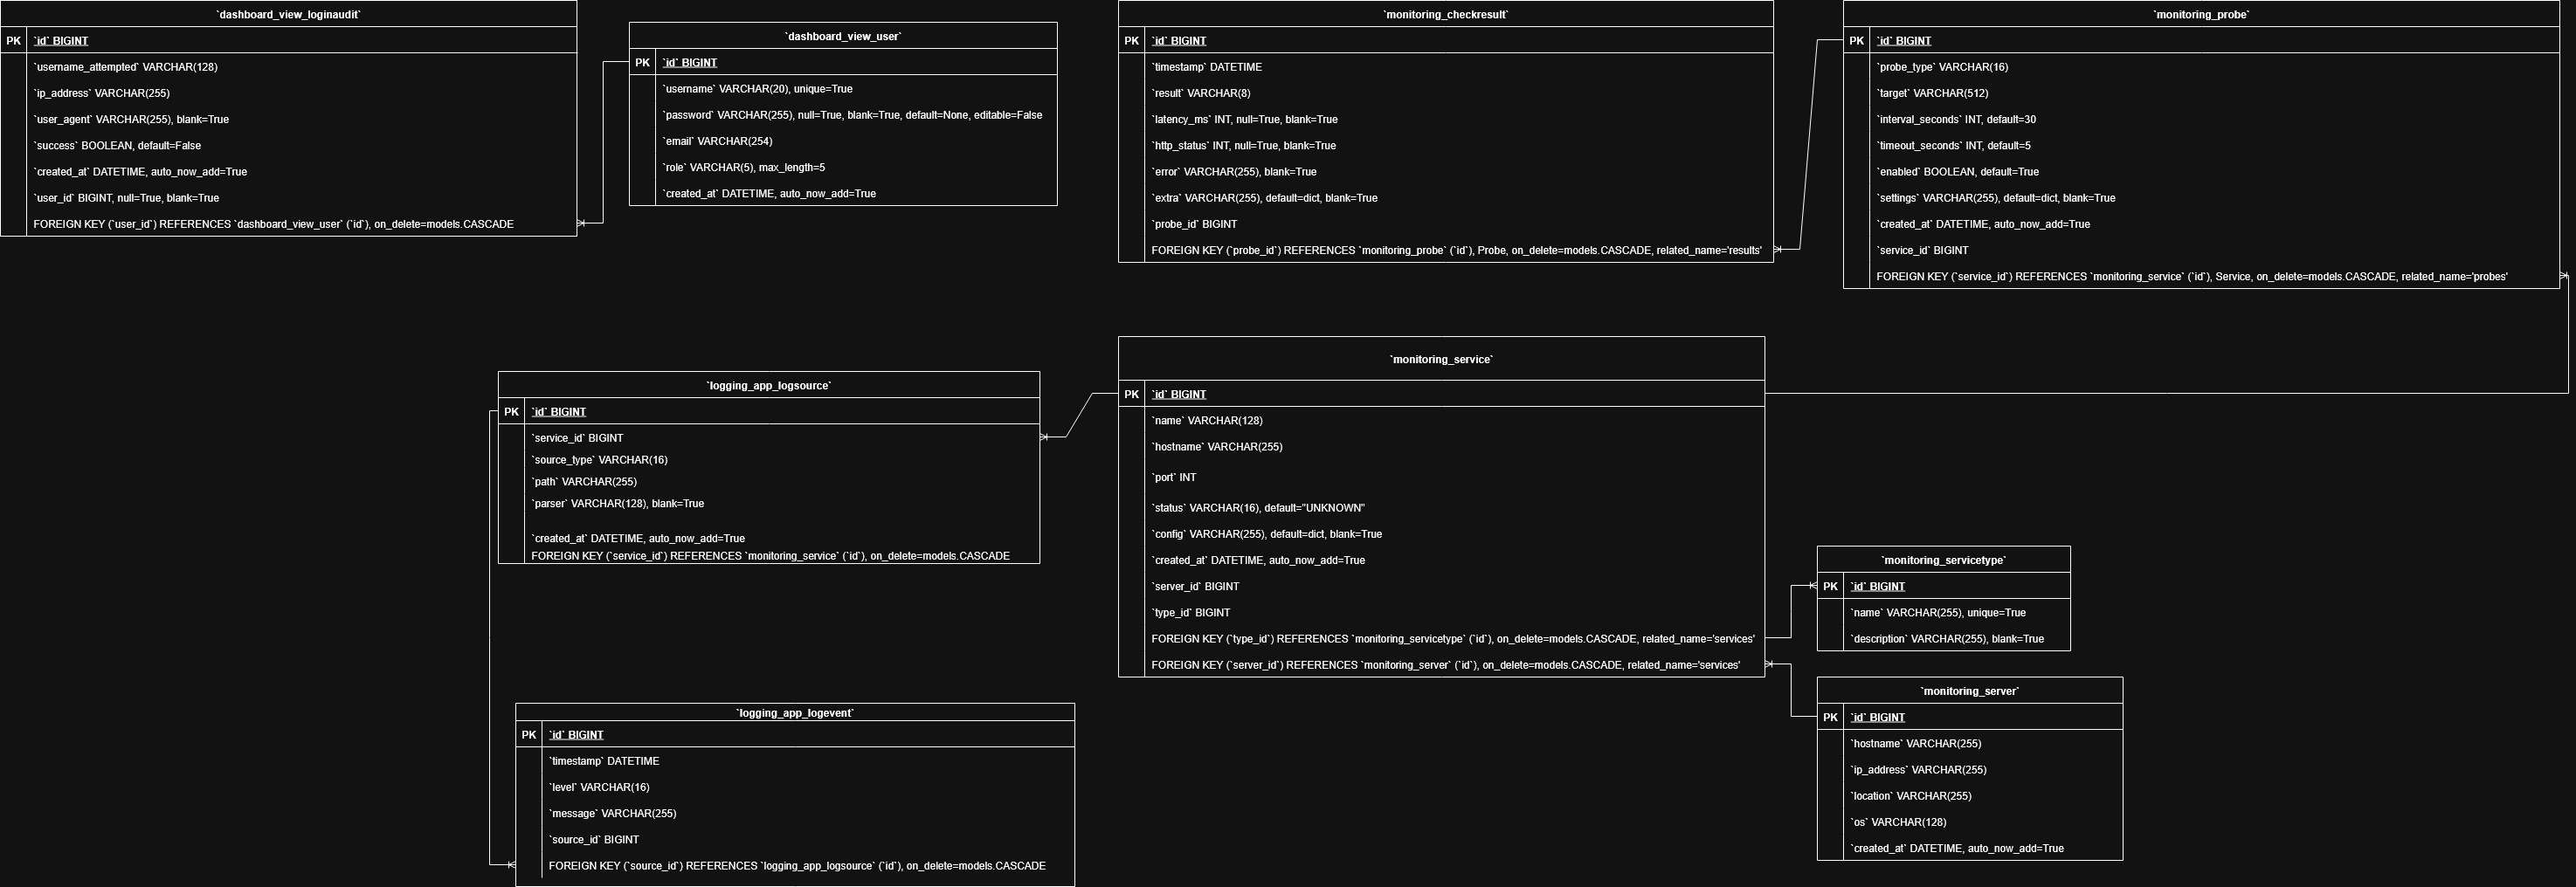 `dashboard_view_loginaudit`
PK `id` BIGINT
`username_attempted` VARCHAR(128)
`ip_address` VARCHAR(255)
`user_agent` VARCHAR(255), blank=True
`success` BOOLEAN, default=False
`created_at` DATETIME, auto_now_add=True
`user_id` BIGINT, null=True, blank=True
FOREIGN KEY (`user_id`) REFERENCES `dashboard_view_user` (`id`), on_delete=models.CASCADE
`dashboard_view_user`
PK `id` BIGINT
`username` VARCHAR(20), unique=True
`password` VARCHAR(255), null=True, blank=True, default=None, editable=False
`email` VARCHAR(254)
`role` VARCHAR(5), max_length=5
`created_at` DATETIME, auto_now_add=True
`monitoring_checkresult`
PK `id` BIGINT
`timestamp` DATETIME
`result` VARCHAR(8)
`latency_ms` INT, null=True, blank=True
`http_status` INT, null=True, blank=True
`error` VARCHAR(255), blank=True
`extra` VARCHAR(255), default=dict, blank=True
`probe_id` BIGINT
FOREIGN KEY (`probe_id`) REFERENCES `monitoring_probe` (`id`), Probe, on_delete=models.CASCADE, related_name='results'
`monitoring_probe`
PK `id` BIGINT
`probe_type` VARCHAR(16)
`target` VARCHAR(512)
`interval_seconds` INT, default=30
`timeout_seconds` INT, default=5
`enabled` BOOLEAN, default=True
`settings` VARCHAR(255), default=dict, blank=True
`created_at` DATETIME, auto_now_add=True
`service_id` BIGINT
FOREIGN KEY (`service_id`) REFERENCES `monitoring_service` (`id`), Service, on_delete=models.CASCADE, related_name='probes'
`logging_app_logsource`
PK `id` BIGINT
`service_id` BIGINT
`source_type` VARCHAR(16)
`path` VARCHAR(255)
`parser` VARCHAR(128), blank=True
`created_at` DATETIME, auto_now_add=True
FOREIGN KEY (`service_id`) REFERENCES `monitoring_service` (`id`), on_delete=models.CASCADE
`monitoring_service`
PK `id` BIGINT
`name` VARCHAR(128)
`hostname` VARCHAR(255)
`port` INT
`status` VARCHAR(16), default="UNKNOWN"
`config` VARCHAR(255), default=dict, blank=True
`created_at` DATETIME, auto_now_add=True
`server_id` BIGINT
`type_id` BIGINT
FOREIGN KEY (`type_id`) REFERENCES `monitoring_servicetype` (`id`), on_delete=models.CASCADE, related_name='services'
FOREIGN KEY (`server_id`) REFERENCES `monitoring_server` (`id`), on_delete=models.CASCADE, related_name='services'
`monitoring_servicetype`
PK `id` BIGINT
`name` VARCHAR(255), unique=True
`description` VARCHAR(255), blank=True
`monitoring_server`
PK `id` BIGINT
`hostname` VARCHAR(255)
`ip_address` VARCHAR(255)
`location` VARCHAR(255)
`os` VARCHAR(128)
`created_at` DATETIME, auto_now_add=True
`logging_app_logevent`
PK `id` BIGINT
`timestamp` DATETIME
`level` VARCHAR(16)
`message` VARCHAR(255)
`source_id` BIGINT
FOREIGN KEY (`source_id`) REFERENCES `logging_app_logsource` (`id`), on_delete=models.CASCADE